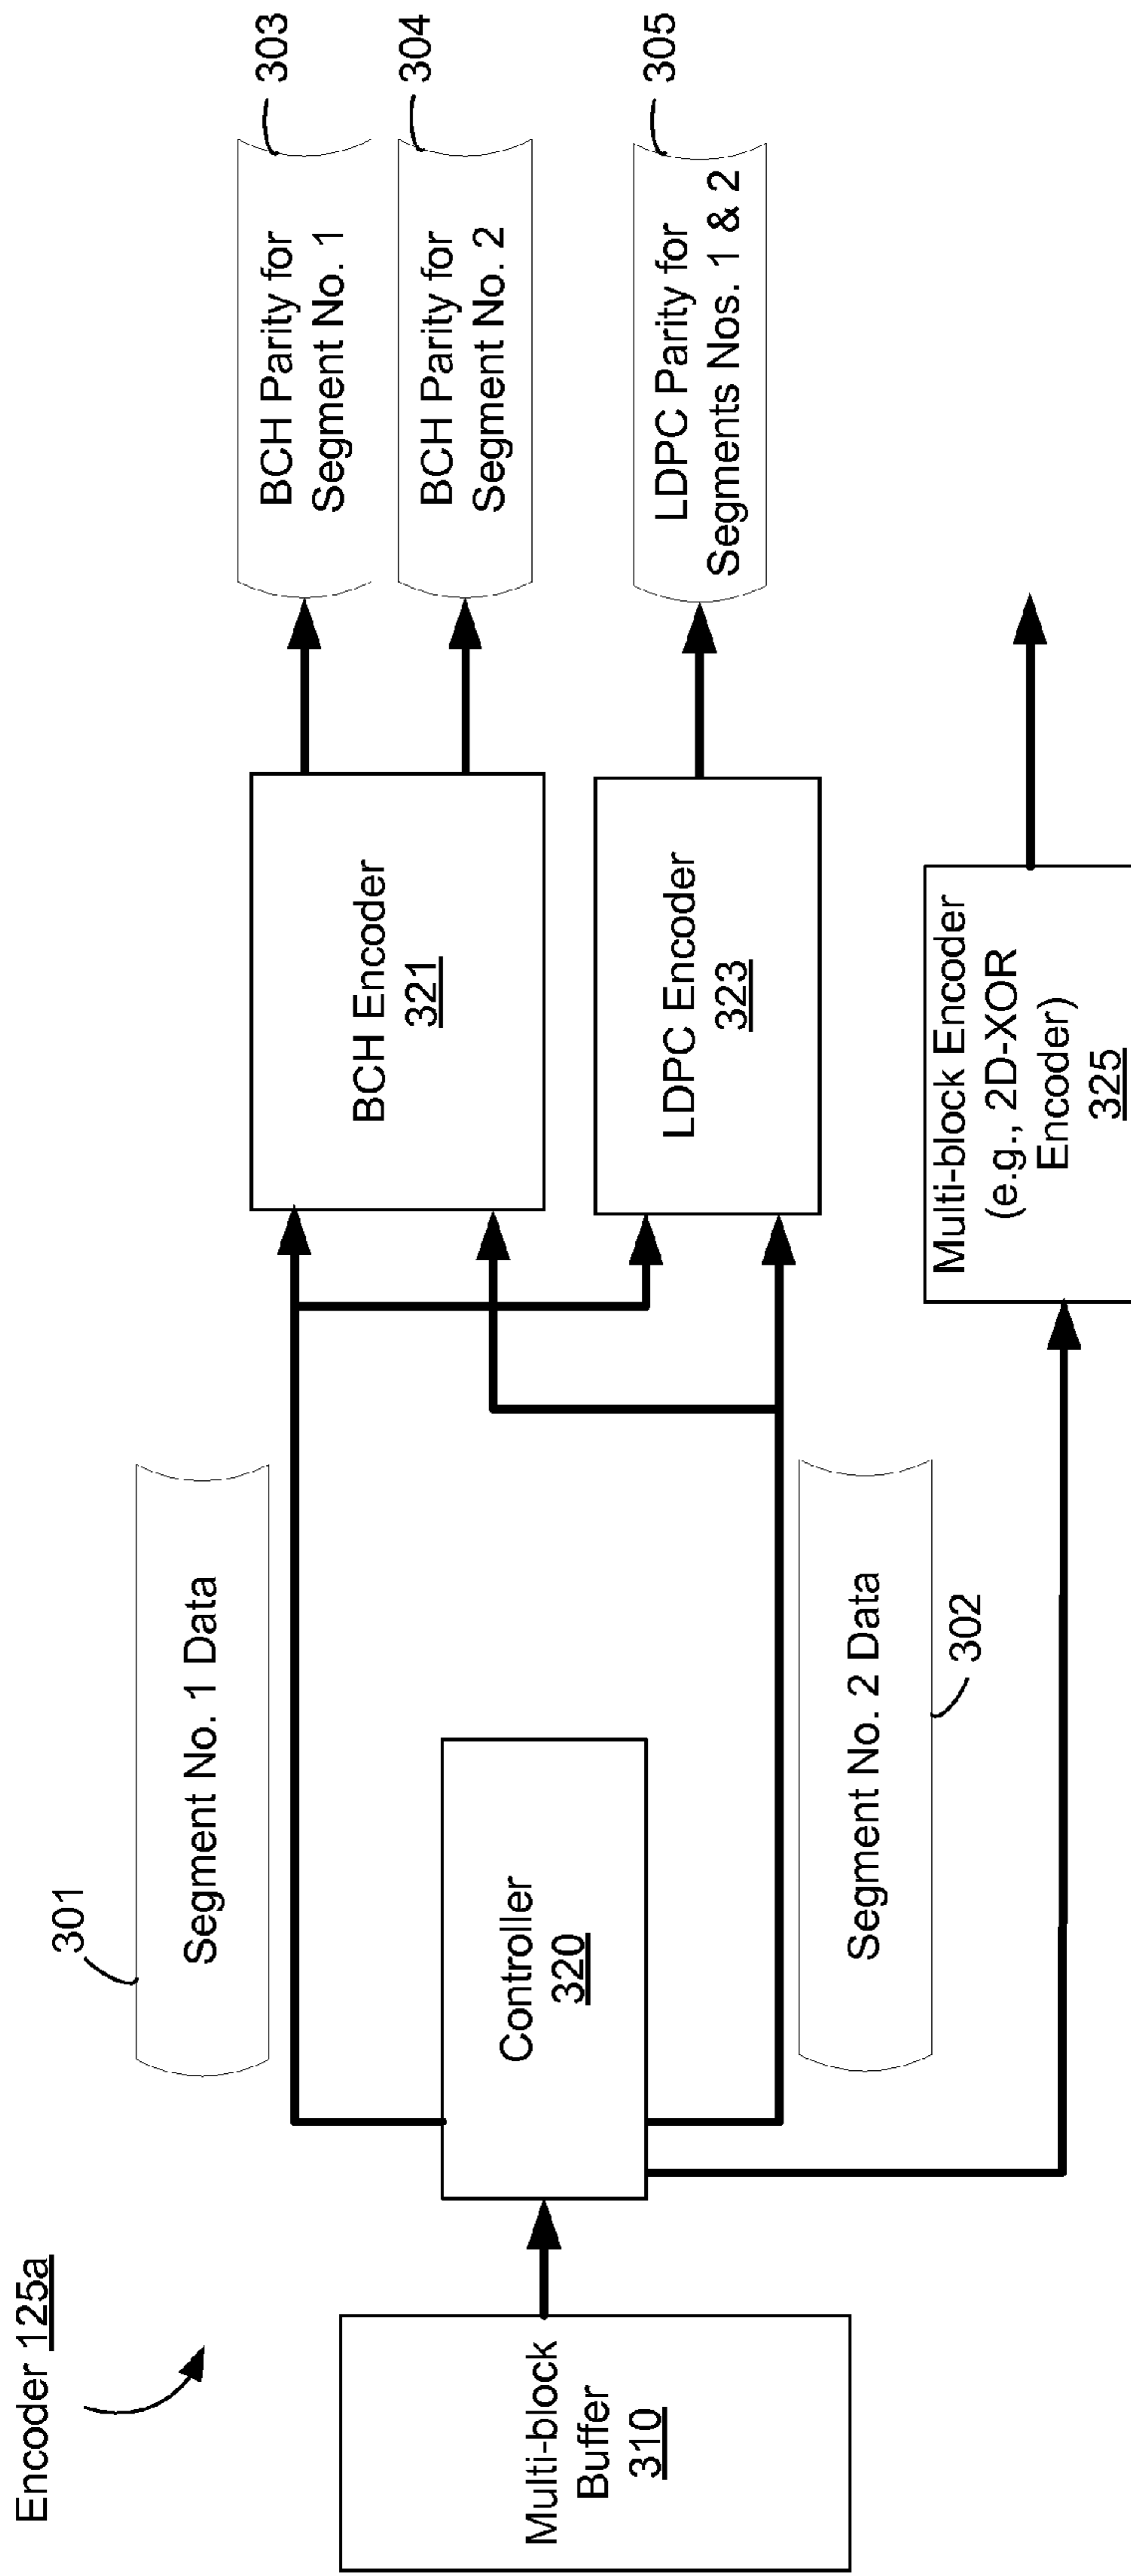 Encoder 125a
301
Segment No. 1 Data
Multi-block
Buffer
310
Controller
320
Segment No. 2 Data
302
BCH Encoder
321
LDPC Encoder
323
Multi-block Encoder
(e.g., 2D-XOR
Encoder)
325
BCH Parity for
Segment No. 1
303
BCH Parity for
Segment No. 2
304
LDPC Parity for
Segments Nos. 1 & 2
305